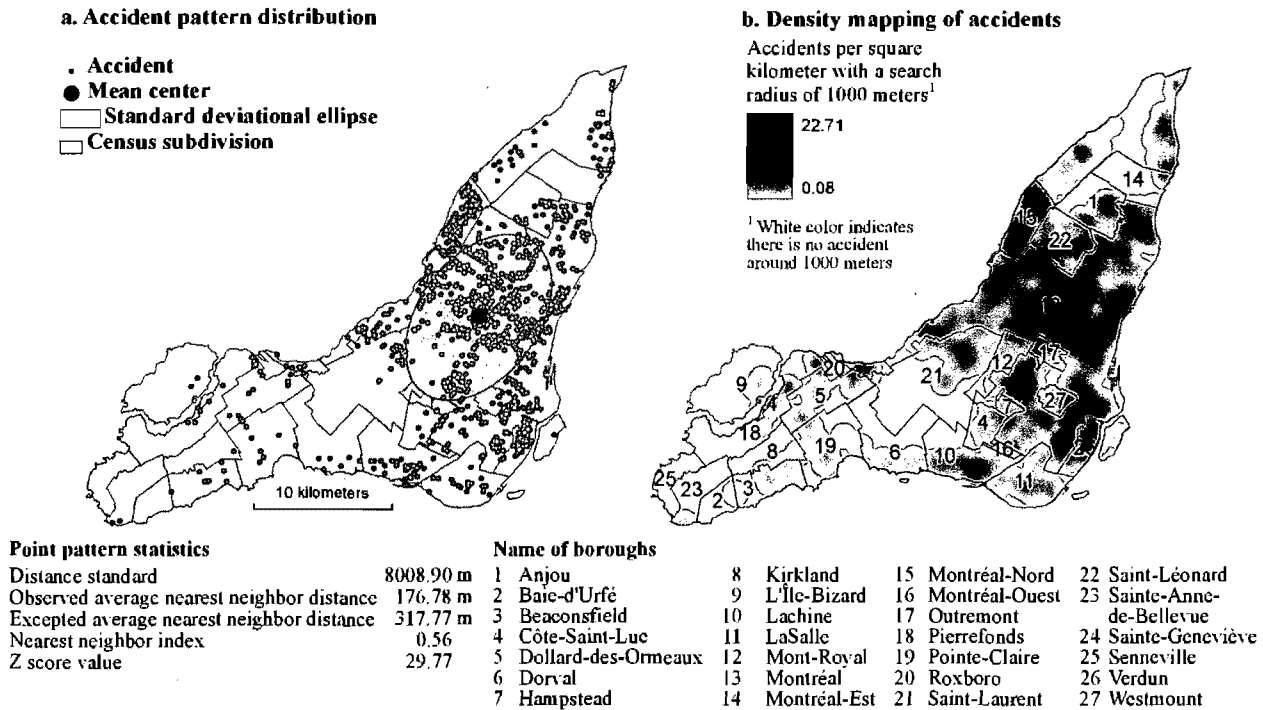 a. Accident pattern distribution
Accident
Mean center
Standard deviational ellipse
Census subdivision
10 kilometers
b. Density mapping of accidents
Accidents per square
kilometer with a search
radius of 1000 meters1
22.71
0.08
1 White color indicates
there is no accident
around 1000 meters
14
1
15
22
13
17
12
21
20
9
5
27
4
18
8
19
6
10
16
11
25
23
2
3
Point pattern statistics
Distance standard 8008.90 m
Observed average nearest neighbor distance 176.78 m
Excepted average nearest neighbor distance 317.77 m
Nearest neighbor index 0.56
Z score value 29.77
Name of boroughs
1 Anjou
2 Baie-d'Urfé
3 Beaconsfield
4 Côte-Saint-Luc
5 Dollard-des-Ormeaux
6 Dorval
7 Hampstead
8 Kirkland
9 L'Île-Bizard
10 Lachine
11 LaSalle
12 Mont-Royal
13 Montréal
14 Montréal-Est
15 Montréal-Nord
16 Montréal-Ouest
17 Outremont
18 Pierrefonds
19 Pointe-Claire
20 Roxboro
21 Saint-Laurent
22 Saint-Léonard
23 Sainte-Anne-
de-Bellevue
24 Sainte-Geneviève
25 Senneville
26 Verdun
27 Westmount